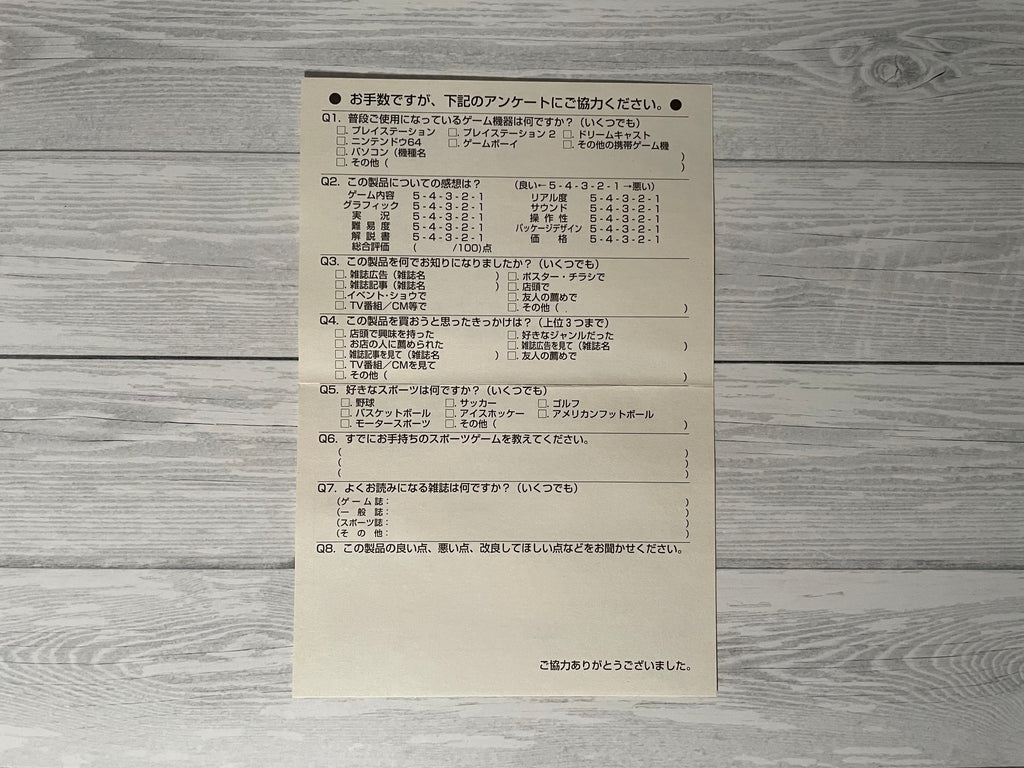 ● お手数ですが、下記のアンケートにご協力ください。●
Q1. 普段ご使用になっているゲーム機器は何ですか?(いくつでも)
□. プレイステーション □. プレイステーション2 □. ドリームキャスト
□. ニンテンドウ64 □. ゲームボーイ □. その他の携帯ゲーム機
□. パソコン(機種名 )
□. その他( )
Q2. この製品についての感想は? (良い←5-4-3-2-1→悪い)
ゲーム内容 5-4-3-2-1 リアル度 5-4-3-2-1
グラフィック 5-4-3-2-1 サウンド 5-4-3-2-1
実況 5-4-3-2-1 操作性 5-4-3-2-1
難易度 5-4-3-2-1 パッケージデザイン 5-4-3-2-1
解説書 5-4-3-2-1 価格 5-4-3-2-1
総合評価 ( /100)点
Q3. この製品を何でお知りになりましたか?(いくつでも)
□. 雑誌広告(雑誌名 ) □. ポスター・チラシで
□. 雑誌記事(雑誌名 ) □. 店頭で
□. イベント・ショウで □. 友人の薦めで
□. TV番組/CM等で □. その他( )
Q4. この製品を買おうと思ったきっかけは?(上位3つまで)
□. 店頭で興味を持った □. 好きなジャンルだった
□. お店の人に薦められた □. 雑誌広告を見て(雑誌名 )
□. 雑誌記事を見て(雑誌名 ) □. 友人の薦めで
□. TV番組/CMを見て
□. その他( )
Q5. 好きなスポーツは何ですか?(いくつでも)
□. 野球 □. サッカー □. ゴルフ
□. バスケットボール □. アイスホッケー □. アメリカンフットボール
□. モータースポーツ □. その他( )
Q6. すでにお手持ちのスポーツゲームを教えてください。
( )
( )
( )
Q7. よくお読みになる雑誌は何ですか?(いくつでも)
(ゲーム誌: )
(一般誌: )
(スポーツ誌: )
(その他: )
Q8. この製品の良い点、悪い点、改良してほしい点などをお聞かせください。
ご協力ありがとうございました。